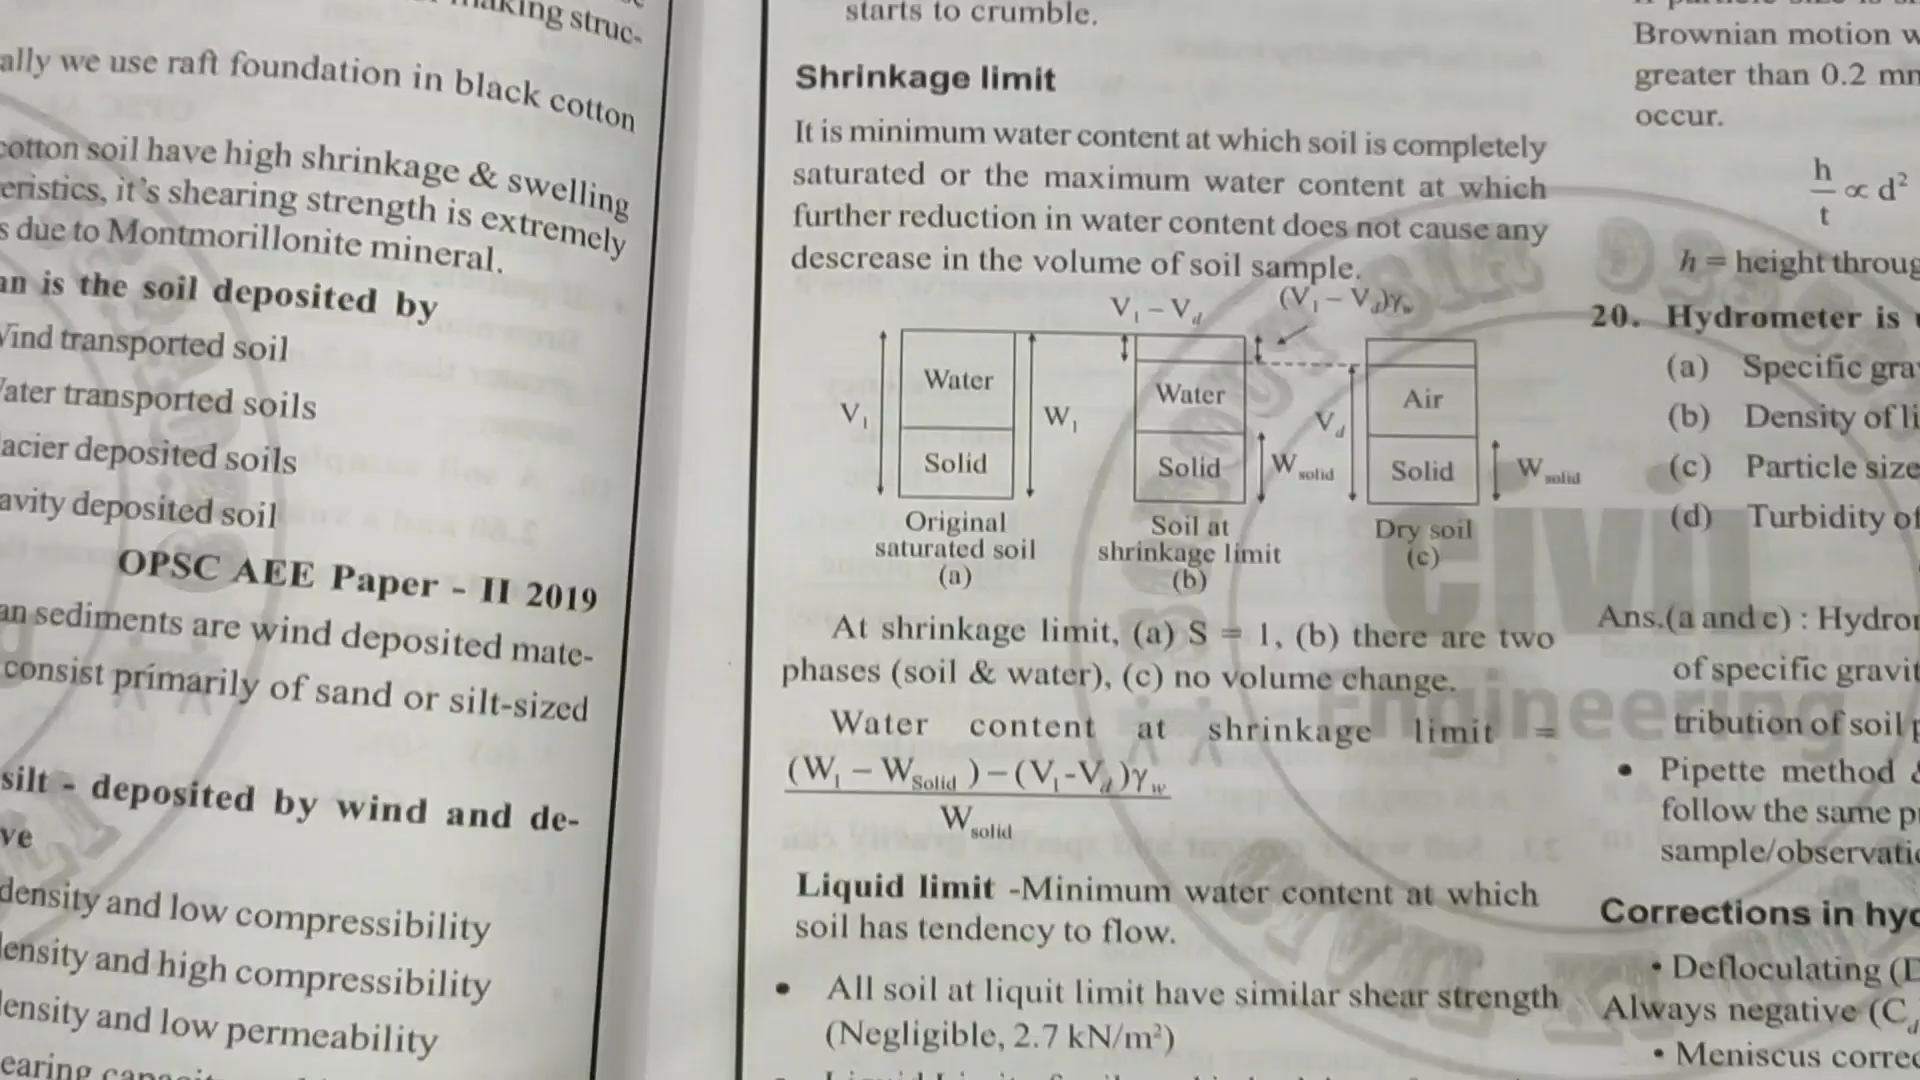 making struc-
ally we use raft foundation in black cotton
cotton soil have high shrinkage & swelling
eristics, it's shearing strength is extremely
s due to Montmorillonite mineral.
an is the soil deposited by
Wind transported soil
Water transported soils
lacier deposited soils
avity deposited soil
OPSC AEE Paper - II 2019
an sediments are wind deposited mate-
consist primarily of sand or silt-sized
silt - deposited by wind and de-
ve
density and low compressibility
density and high compressibility
density and low permeability
starts to crumble.
Shrinkage limit
It is minimum water content at which soil is completely
saturated or the maximum water content at which
further reduction in water content does not cause any
descrease in the volume of soil sample.
V₁ – V_d (V₁ – V_d)γ_w
V₁ Water Solid W₁
Water Solid W_solid
V_d Air Solid W_solid
Original
saturated soil
(a)
Soil at
shrinkage limit
(b)
Dry soil
(c)
At shrinkage limit, (a) S = 1, (b) there are two
phases (soil & water), (c) no volume change.
Water content at shrinkage limit =
(W₁ – W_Solid) – (V₁-V_d)γ_w
W_solid
Liquid limit -Minimum water content at which
soil has tendency to flow.
• All soil at liquit limit have similar shear strength
(Negligible, 2.7 kN/m²)
Brownian motion w
greater than 0.2 mm
occur.
h
— ∝ d²
t
h = height throug
20. Hydrometer is
(a) Specific gra
(b) Density of li
(c) Particle size
(d) Turbidity of
Ans.(a and c) : Hydro
of specific gravit
tribution of soil p
• Pipette method &
follow the same p
sample/observatio
Corrections in hyd
• Defloculating (D
Always negative (C_d
• Meniscus correc
CIVIL
Engineering